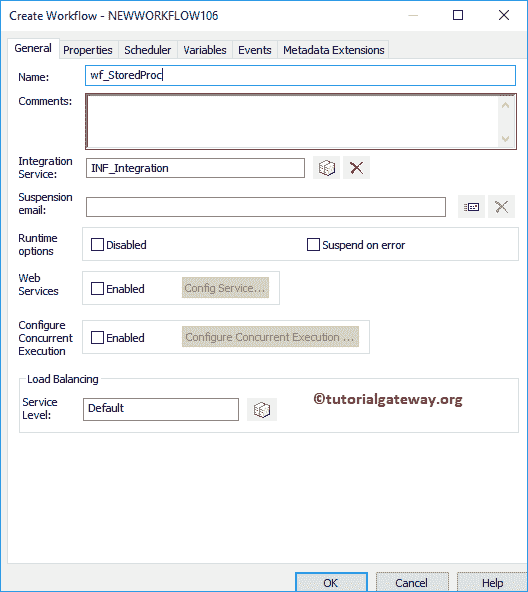 Create Workflow - NEWWORKFLOW106
General Properties Scheduler Variables Events Metadata Extensions
Name: wf_StoredProc
Comments:
Integration
Service: INF_Integration
Suspension
email:
Runtime
options Disabled Suspend on error
Web
Services Enabled Config Service...
Configure
Concurrent
Execution Enabled Configure Concurrent Execution ...
Load Balancing
Service
Level: Default
©tutorialgateway.org
OK Cancel Help